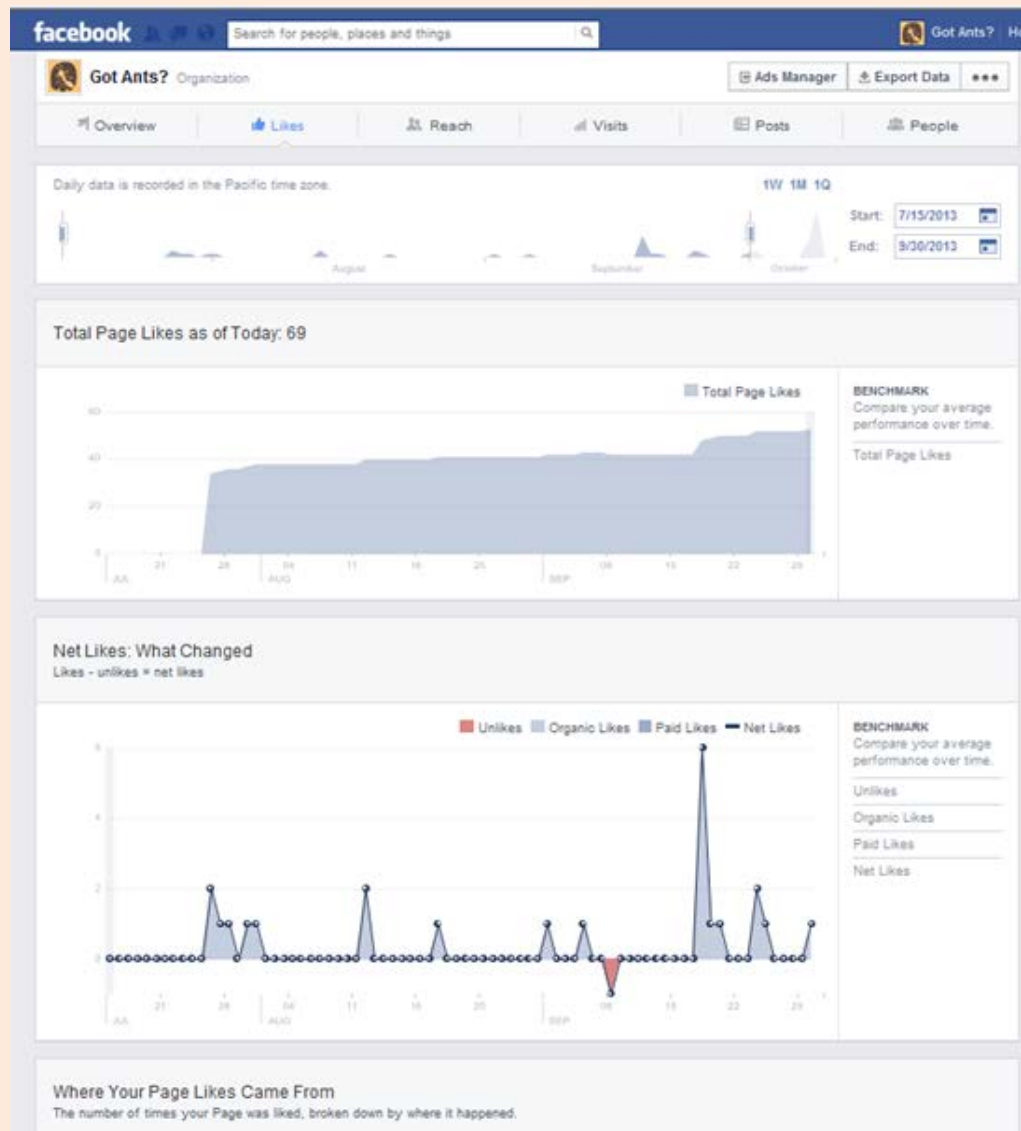 facebook
Search for people, places and things
Got Ants?
Got Ants? Organization
Ads Manager Export Data
Overview Likes Reach Visits Posts People
Daily data is recorded in the Pacific time zone.
1W 1M 1Q
Start: 7/15/2013
End: 9/30/2013
August September October
Total Page Likes as of Today: 69
Total Page Likes
BENCHMARK
Compare your average
performance over time.
Total Page Likes
60
40
20
0
21 28 04 11 18 25 08 15 22 29
JUL AUG SEP
Net Likes: What Changed
Likes - unlikes = net likes
Unlikes Organic Likes Paid Likes Net Likes
BENCHMARK
Compare your average
performance over time.
Unlikes
Organic Likes
Paid Likes
Net Likes
6
4
2
0
21 28 04 11 18 25 08 15 22 29
JUL AUG SEP
Where Your Page Likes Came From
The number of times your Page was liked, broken down by where it happened.